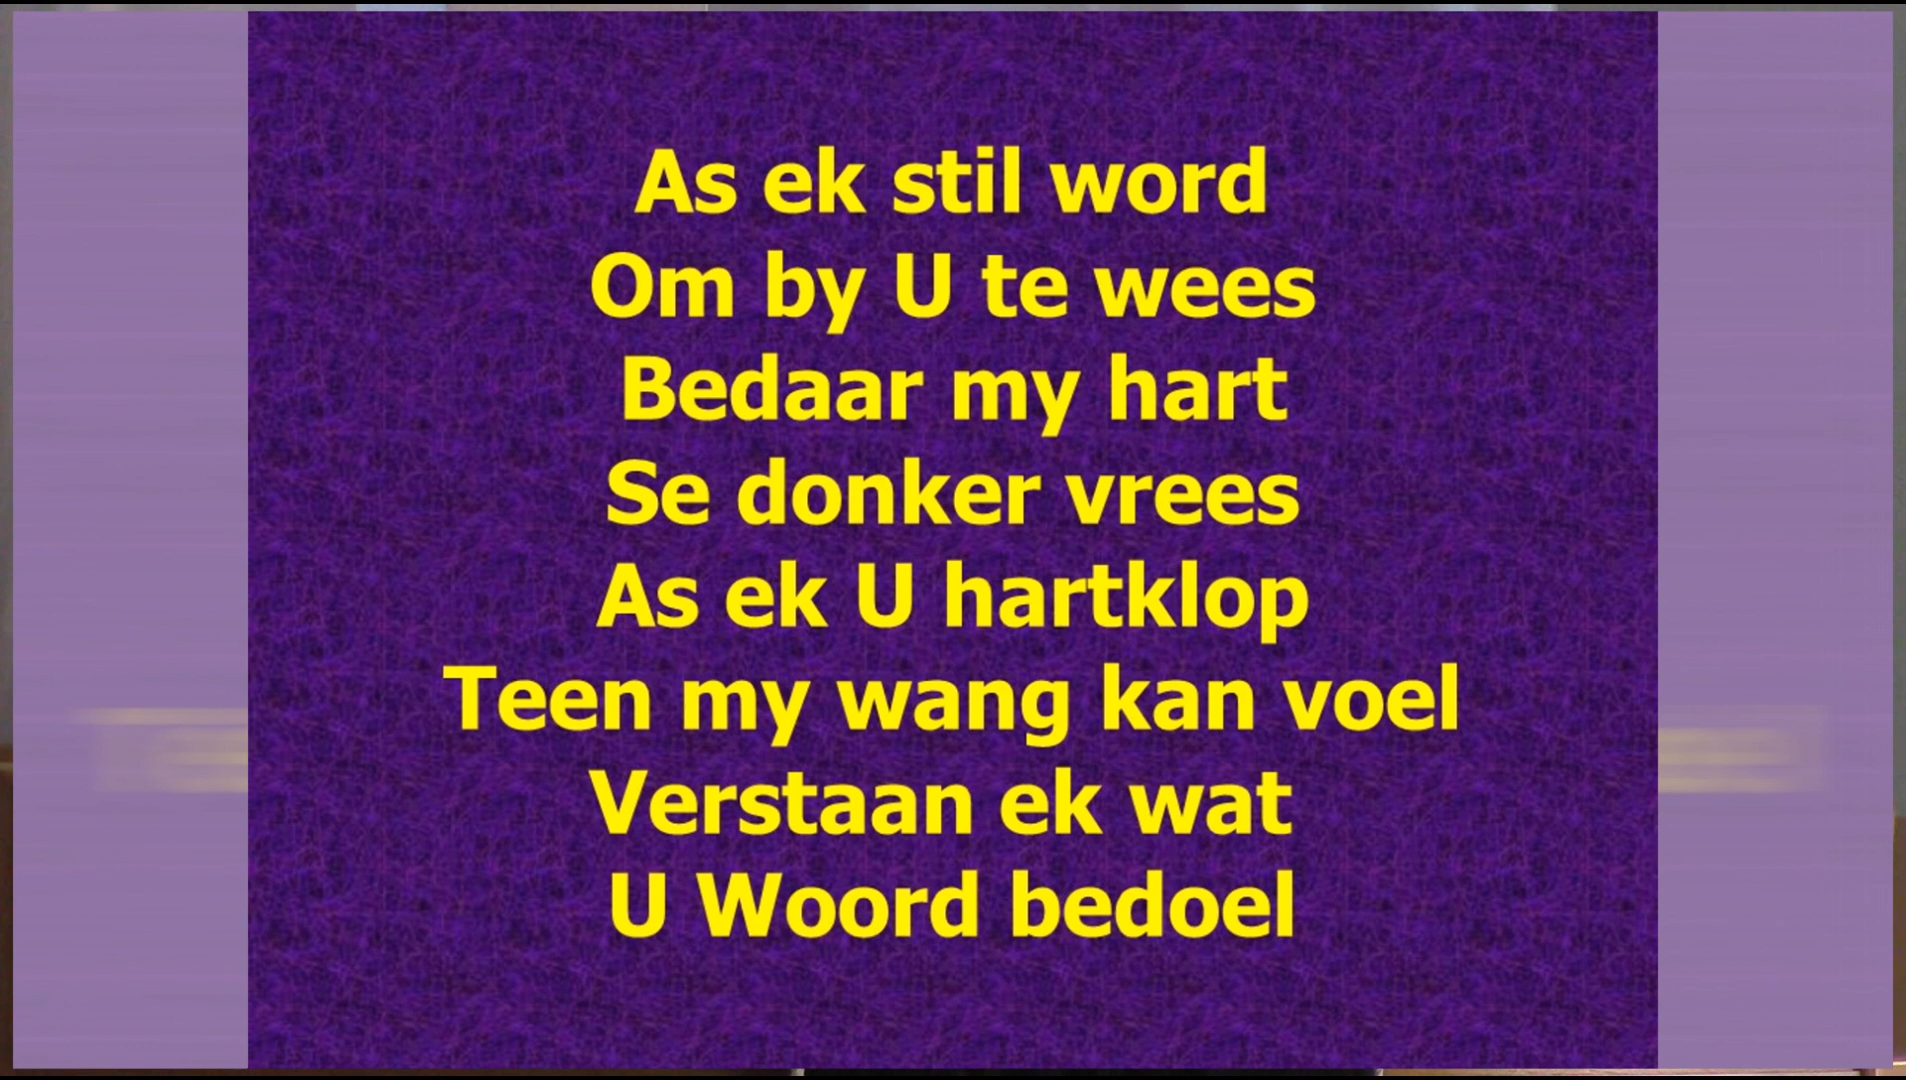 As ek stil word
Om by U te wees
Bedaar my hart
Se donker vrees
As ek U hartklop
Teen my wang kan voel
Verstaan ek wat
U Woord bedoel